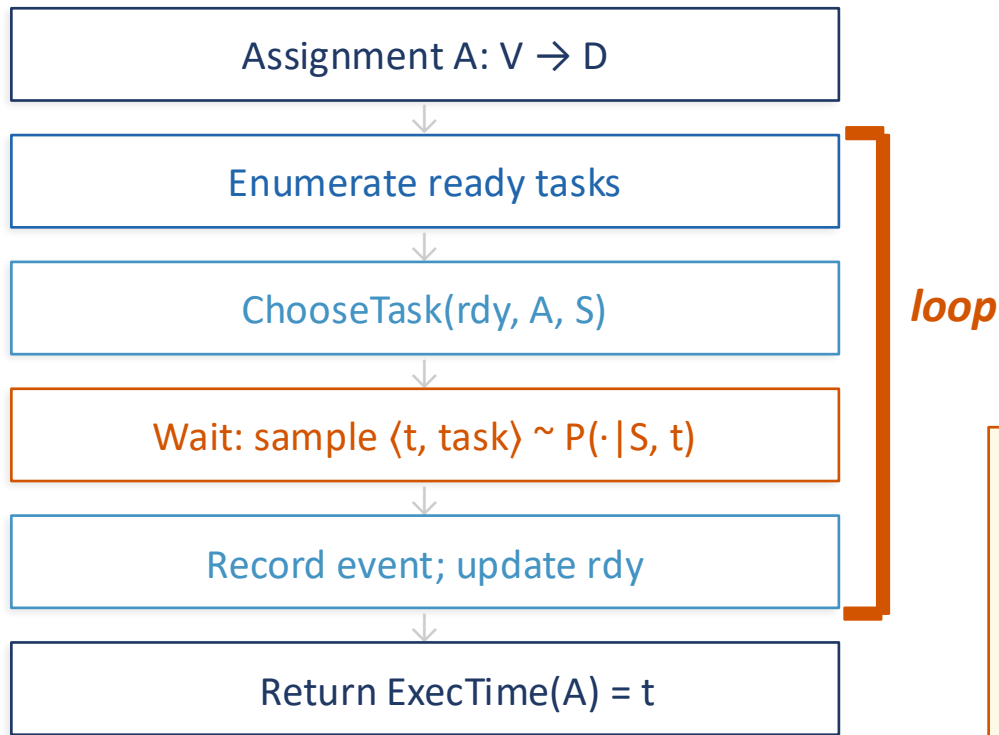 Assignment A: V → D
Enumerate ready tasks
ChooseTask(rdy, A, S)
loop
Wait: sample ⟨t, task⟩ ~ P(·|S, t)
Record event; update rdy
Return ExecTime(A) = t